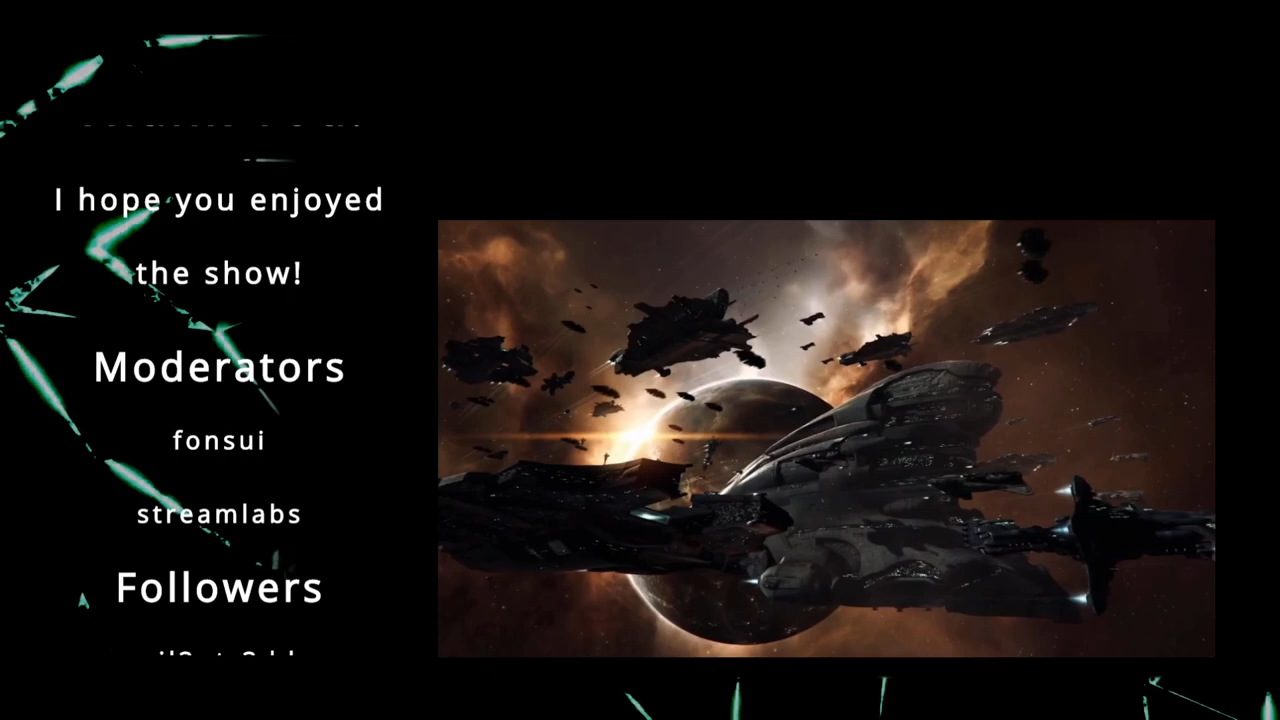 I hope you enjoyed
the show!
Moderators
fonsui
streamlabs
Followers